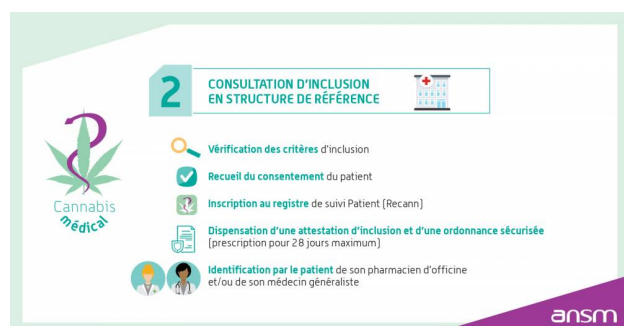 2
CONSULTATION D'INCLUSION
EN STRUCTURE DE RÉFÉRENCE
Vérification des critères d'inclusion
Recueil du consentement du patient
Inscription au registre de suivi Patient (Recann)
Dispensation d'une attestation d'inclusion et d'une ordonnance sécurisée
(prescription pour 28 jours maximum)
Identification par le patient de son pharmacien d'officine
et/ou de son médecin généraliste
Cannabis
médical
ansm